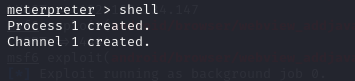 meterpreter > shell
Process 1 created.
Channel 1 created.